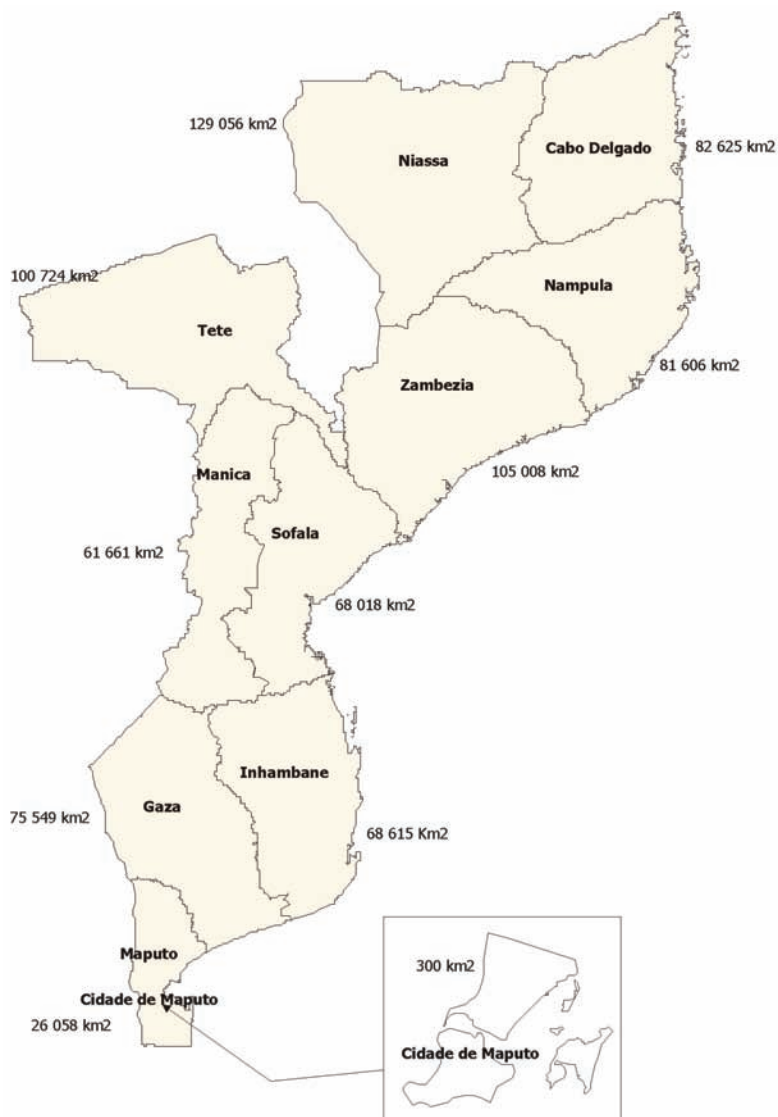 129 056 km2
Niassa
Cabo Delgado
82 625 km2
100 724 km2
Tete
Nampula
81 606 km2
Zambezia
105 008 km2
Manica
Sofala
61 661 km2
68 018 km2
Inhambane
Gaza
75 549 km2
68 615 Km2
Maputo
Cidade de Maputo
26 058 km2
300 km2
Cidade de Maputo